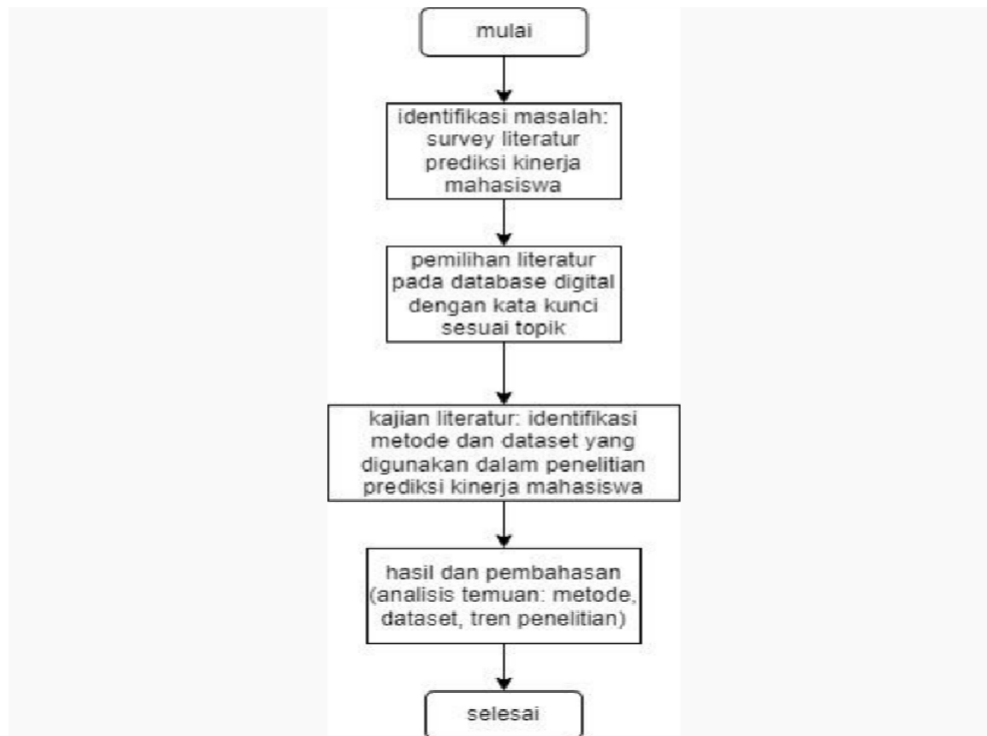 mulai
identifikasi masalah:
survey literatur
prediksi kinerja
mahasiswa
pemilihan literatur
pada database digital
dengan kata kunci
sesuai topik
kajian literatur: identifikasi
metode dan dataset yang
digunakan dalam penelitian
prediksi kinerja mahasiswa
hasil dan pembahasan
(analisis temuan: metode,
dataset, tren penelitian)
selesai